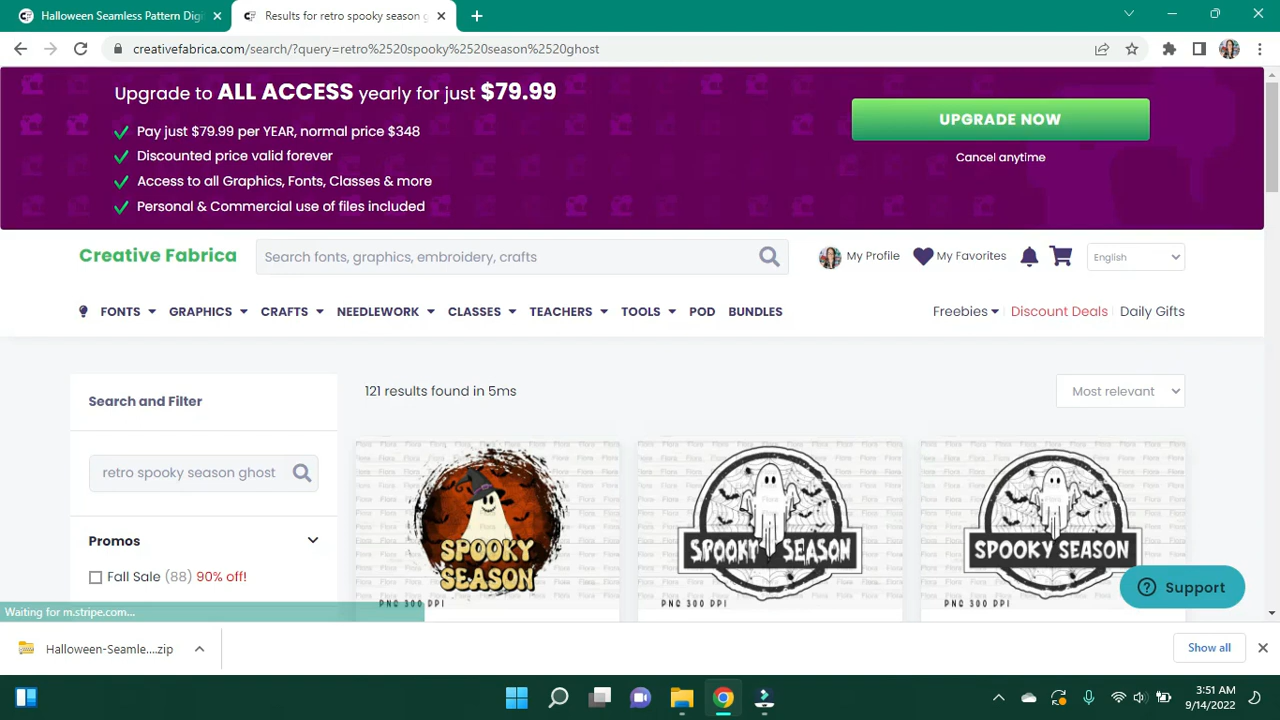 Halloween Seamless Pattern Digi
Results for retro spooky season g
creativefabrica.com/search/?query=retro%2520spooky%2520season%2520ghost
Upgrade to ALL ACCESS yearly for just $79.99
Pay just $79.99 per YEAR, normal price $348
Discounted price valid forever
Access to all Graphics, Fonts, Classes & more
Personal & Commercial use of files included
UPGRADE NOW
Cancel anytime
Creative Fabrica
Search fonts, graphics, embroidery, crafts
My Profile
My Favorites
English
FONTS GRAPHICS CRAFTS NEEDLEWORK CLASSES TEACHERS TOOLS POD BUNDLES
Freebies Discount Deals Daily Gifts
Search and Filter
121 results found in 5ms
Most relevant
retro spooky season ghost
Promos
Fall Sale (88) 90% off!
SPOOKY
SEASON
PNG 300 DPI
SPOOKY SEASON
PNG 300 DPI
SPOOKY SEASON
PNG 300 DPI
Support
Waiting for m.stripe.com...
Halloween-Seamle....zip
Show all
3:51 AM
9/14/2022